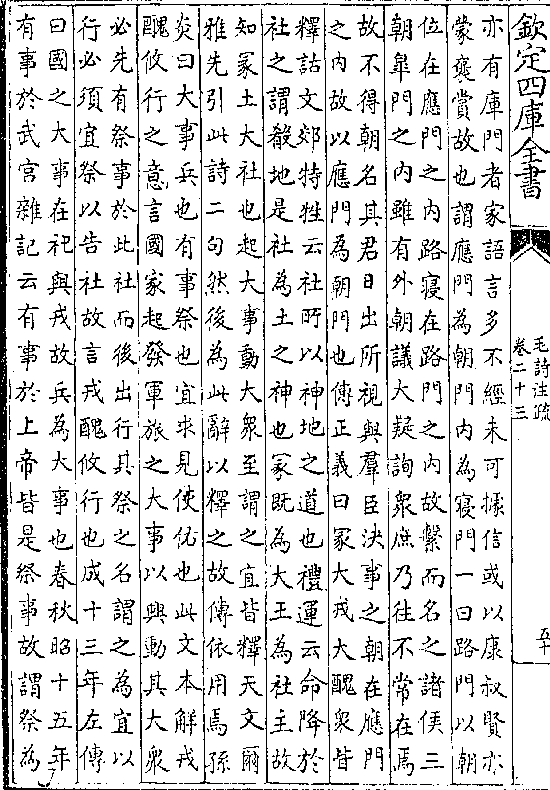 欽定四庫全書
毛詩注疏
卷二十三
五十
亦有庫門者家語言多不經未可據信或以康叔賢亦
蒙褒賞故也謂應門為朝門内為寢門一曰路門以朝
位在應門之内路寢在路門之内故繫而名之諸侯三
朝臯門之内雖有外朝議大疑詢衆庶乃往不常在焉
故不得朝名其君日出所視與羣臣決事之朝在應門
之内故以應門為朝門也傳正義曰冡大戎大醜衆皆
釋詁文郊特牲云社所以神地之道也禮運云命降於
社之謂殽地是社為土之神也冡既為大王為社主故
知冡土大社也起大事動大衆至謂之宜皆釋天文爾
雅先引此詩二句然後為此辭以釋之故傳依用焉孫
炎曰大事兵也有事祭也宜求見使佑也此文本解戎
醜攸行之意言國家起發軍旅之大事以興動其大衆
必先有祭事於此社而後出行其祭之名謂之為宜以
行必須宜祭以告社故言戎醜攸行也成十三年左傳
曰國之大事在祀與戎故兵為大事也春秋昭十五年
有事於武宫雜記云有事於上帝皆是祭事故謂祭為